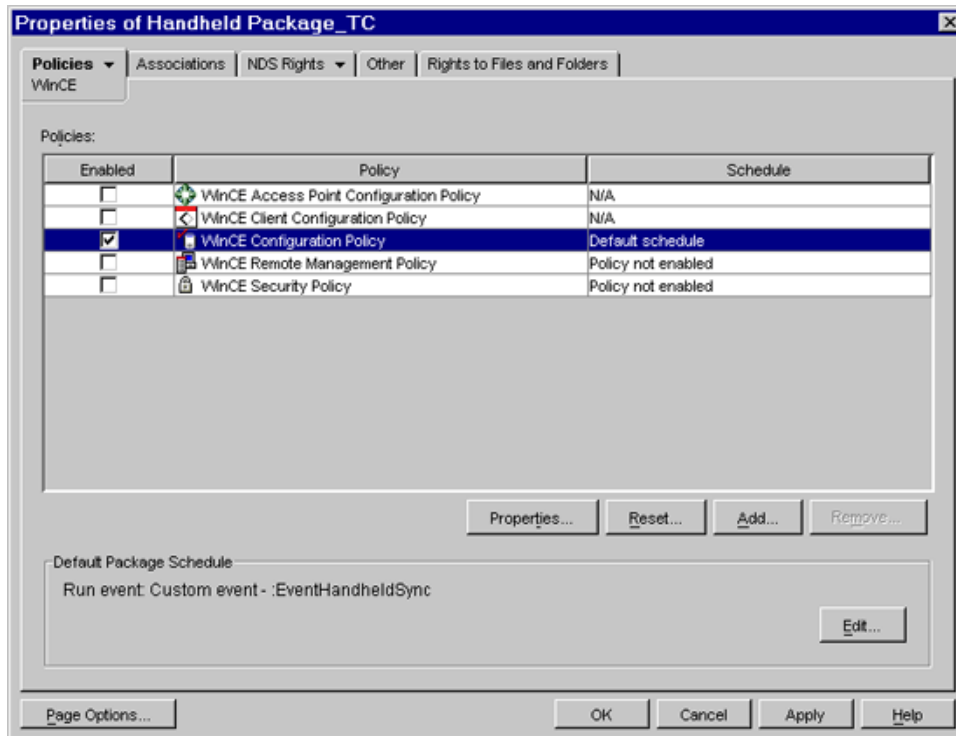 Properties of Handheld Package_TC
Policies Associations NDS Rights Other Rights to Files and Folders
WinCE
Policies:
Enabled Policy Schedule
WinCE Access Point Configuration Policy N/A
WinCE Client Configuration Policy N/A
WinCE Configuration Policy Default schedule
WinCE Remote Management Policy Policy not enabled
WinCE Security Policy Policy not enabled
Properties... Reset... Add... Remove...
Default Package Schedule
Run event: Custom event - :EventHandheldSync
Edit...
Page Options... OK Cancel Apply Help